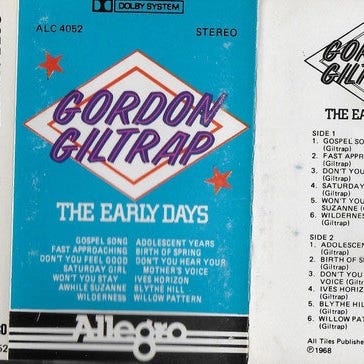 DOLBY SYSTEM
ALC 4052
STEREO
GORDON
GILTRAP
THE EARLY DAYS
GOSPEL SONG
FAST APPROACHING
DON'T YOU FEEL GOOD
SATURDAY GIRL
WON'T YOU STAY
AWHILE SUZANNE
WILDERNESS
ADOLESCENT YEARS
BIRTH OF SPRING
DON'T YOU HEAR YOUR
MOTHER'S VOICE
IVES HORIZON
BLYTHE HILL
WILLOW PATTERN
Allegro
GOR
GILT
THE EA
SIDE 1
1. GOSPEL SO
(Giltrap)
2. FAST APPR
(Giltrap)
3. DON'T YOU
(Giltrap)
4. SATURDAY
(Giltrap)
5. WON'T YOU
SUZANNE (G
6. WILDERNES
(Giltrap)
SIDE 2
1. ADOLESCEN
(Giltrap)
2. BIRTH OF S
(Giltrap)
3. DON'T YOU
VOICE (Gilt
4. IVES HORIZ
(Giltrap)
5. BLYTHE HIL
(Giltrap)
6. WILLOW PAT
(Giltrap)
All Titles Publishe
℗1968